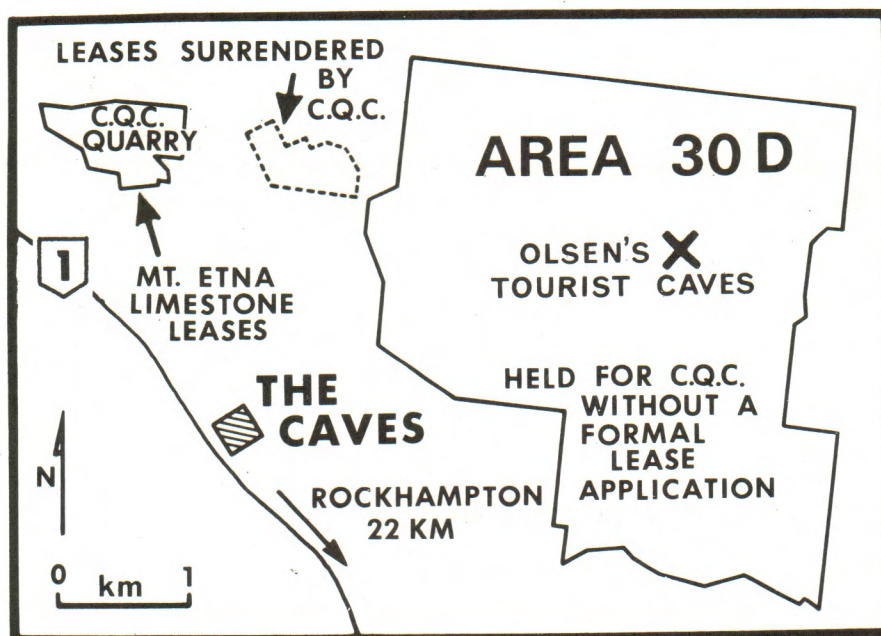 LEASES SURRENDERED
BY
C.Q.C.
C.Q.C.
QUARRY
AREA 30 D
OLSEN'S X
TOURIST CAVES
1
MT. ETNA
LIMESTONE
LEASES
THE
CAVES
HELD FOR C.Q.C.
WITHOUT A
FORMAL
LEASE
APPLICATION
N
ROCKHAMPTON
22 KM
0 km 1